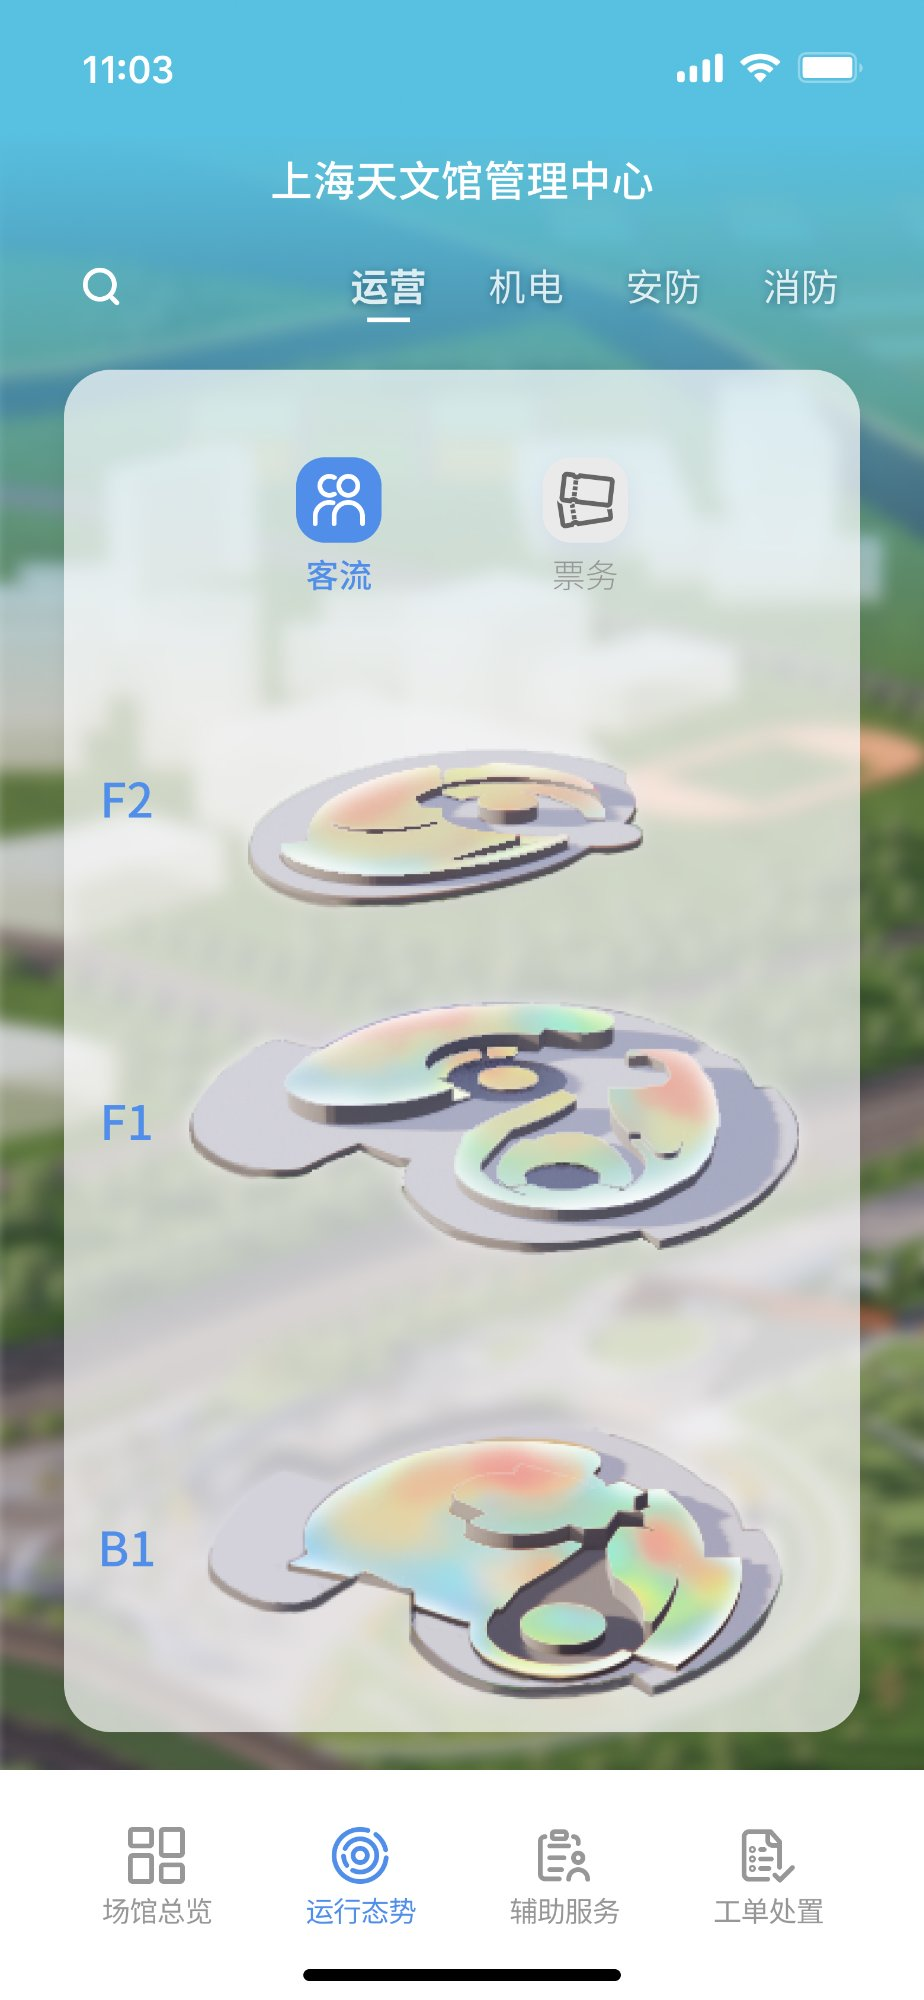 11:03
上海天文馆管理中心
运营 机电 安防 消防
客流 票务
F2
F1
B1
场馆总览 运行态势 辅助服务 工单处置